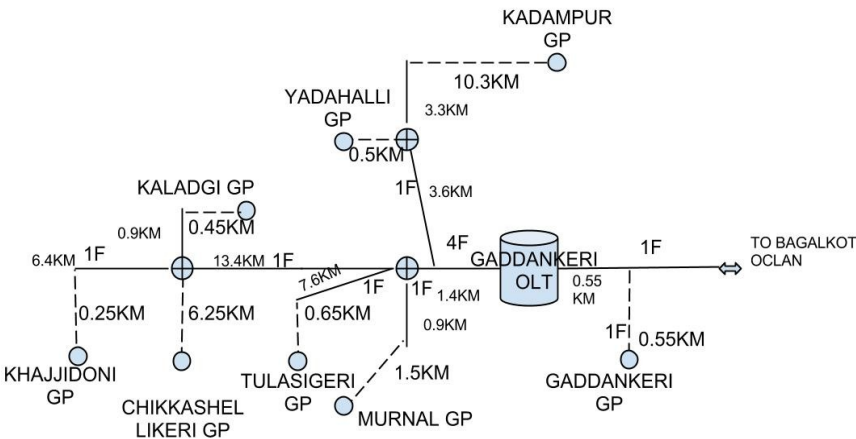 KADAMPUR
GP
10.3KM
YADAHALLI
GP
3.3KM
0.5KM
1F
3.6KM
KALADGI GP
0.9KM
0.45KM
6.4KM
1F
13.4KM
1F
4F
GADDANKERI
OLT
1F
TO BAGALKOT
OCLAN
7.6KM
1F
1F
1.4KM
0.55
KM
0.25KM
6.25KM
0.65KM
0.9KM
1F
0.55KM
KHAJJIDONI
GP
CHIKKASHEL
LIKERI GP
TULASIGERI
GP
1.5KM
MURNAL GP
GADDANKERI
GP